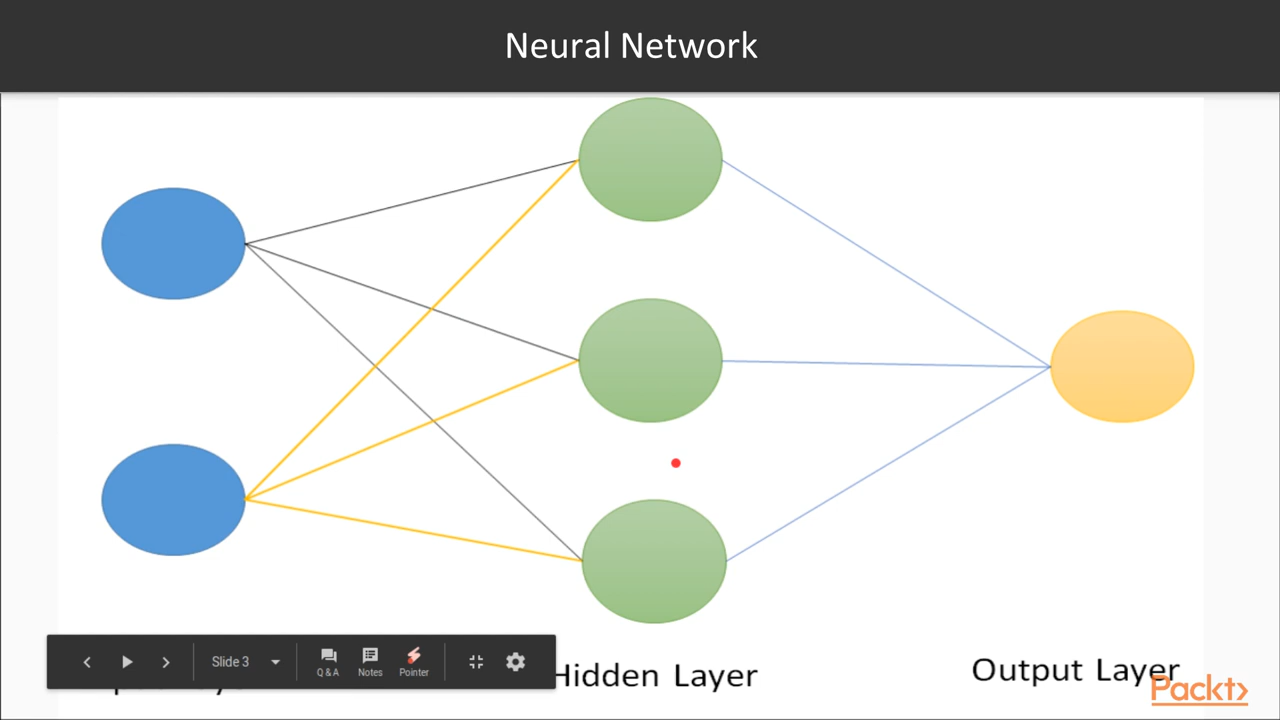 Neural Network
Slide 3
Q & A
Notes
Pointer
Hidden Layer
Output Layer
Packt>